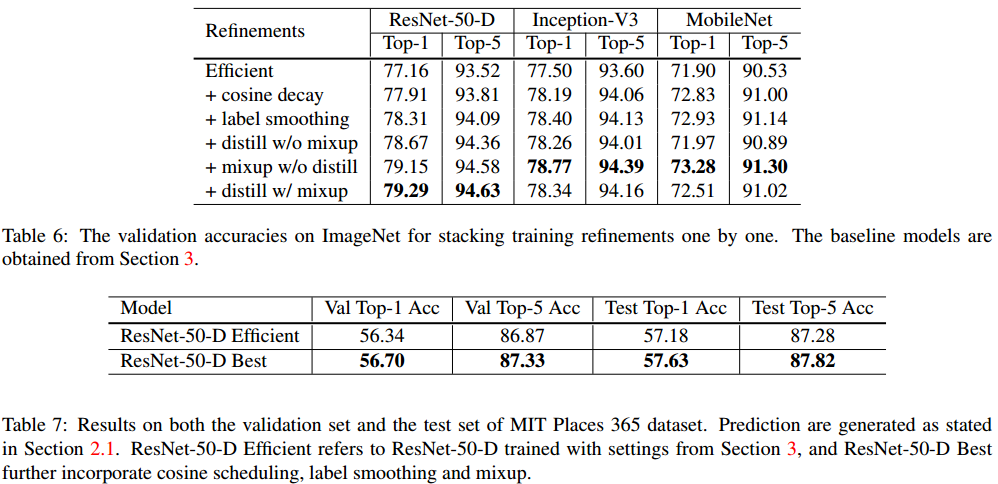 Refinements ResNet-50-D Inception-V3 MobileNet
Top-1 Top-5 Top-1 Top-5 Top-1 Top-5
Efficient 77.16 93.52 77.50 93.60 71.90 90.53
+ cosine decay 77.91 93.81 78.19 94.06 72.83 91.00
+ label smoothing 78.31 94.09 78.40 94.13 72.93 91.14
+ distill w/o mixup 78.67 94.36 78.26 94.01 71.97 90.89
+ mixup w/o distill 79.15 94.58 78.77 94.39 73.28 91.30
+ distill w/ mixup 79.29 94.63 78.34 94.16 72.51 91.02
Table 6: The validation accuracies on ImageNet for stacking training refinements one by one. The baseline models are
obtained from Section 3.
Model Val Top-1 Acc Val Top-5 Acc Test Top-1 Acc Test Top-5 Acc
ResNet-50-D Efficient 56.34 86.87 57.18 87.28
ResNet-50-D Best 56.70 87.33 57.63 87.82
Table 7: Results on both the validation set and the test set of MIT Places 365 dataset. Prediction are generated as stated
in Section 2.1. ResNet-50-D Efficient refers to ResNet-50-D trained with settings from Section 3, and ResNet-50-D Best
further incorporate cosine scheduling, label smoothing and mixup.